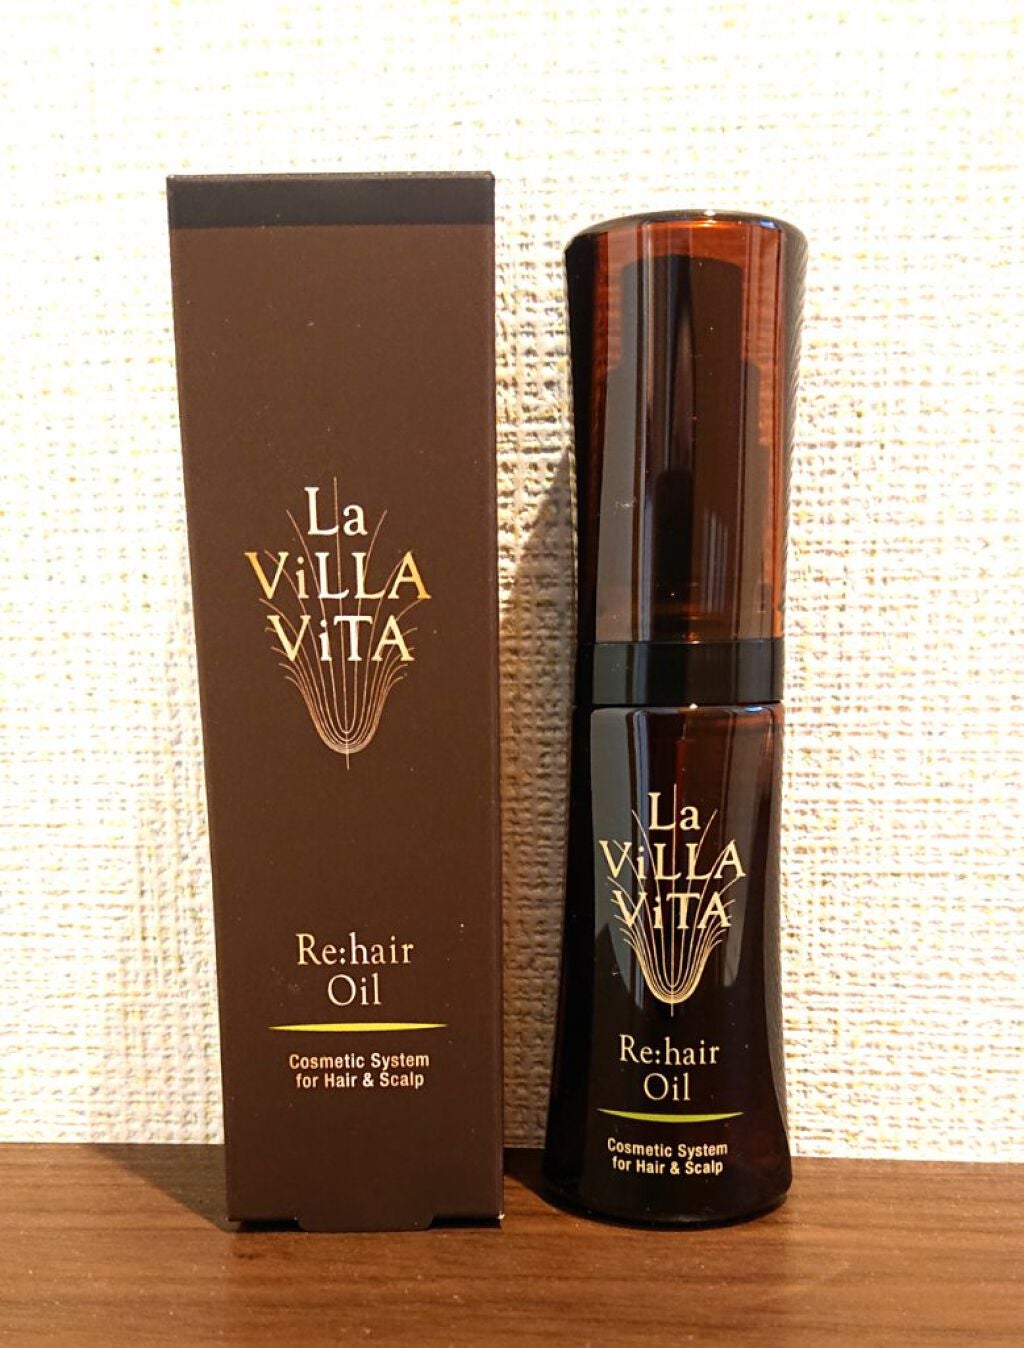 La
ViLLA
ViTA
Re:hair
Oil
Cosmetic System
for Hair & Scalp
La
ViLLA
ViTA
Re:hair
Oil
Cosmetic System
for Hair & Scalp